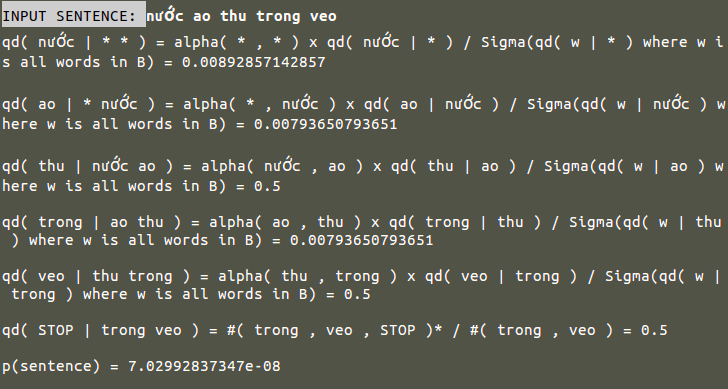 INPUT SENTENCE: nước ao thu trong veo
qd( nước | * * ) = alpha( * , * ) x qd( nước | * ) / Sigma(qd( w | * ) where w i
s all words in B) = 0.00892857142857
qd( ao | * nước ) = alpha( * , nước ) x qd( ao | nước ) / Sigma(qd( w | nước ) w
here w is all words in B) = 0.00793650793651
qd( thu | nước ao ) = alpha( nước , ao ) x qd( thu | ao ) / Sigma(qd( w | ao ) w
here w is all words in B) = 0.5
qd( trong | ao thu ) = alpha( ao , thu ) x qd( trong | thu ) / Sigma(qd( w | thu
) where w is all words in B) = 0.00793650793651
qd( veo | thu trong ) = alpha( thu , trong ) x qd( veo | trong ) / Sigma(qd( w |
trong ) where w is all words in B) = 0.5
qd( STOP | trong veo ) = #( trong , veo , STOP )* / #( trong , veo ) = 0.5
p(sentence) = 7.02992837347e-08